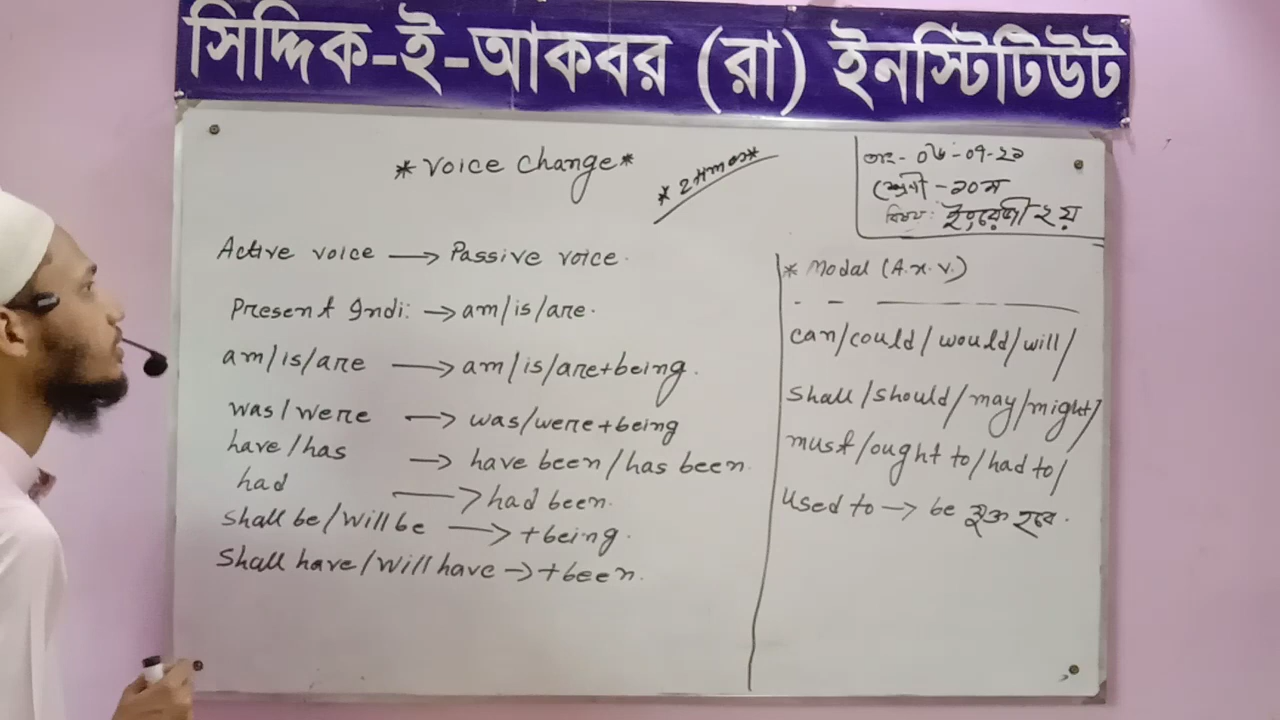 সিদ্দিক-ই-আকবর (রা) ইনস্টিটিউট
*Voice Change*
তাং- ০৬-০৭-২১
শ্রেণী - ১০ম
বিষয়: ইংরেজী ২য়
Active voice → Passive voice.
Present Indi: → am/is/are.
am/is/are → am/is/are+being.
was/were → was/were+being
have/has → have been/has been.
had → had been.
Shall be/Will be → +being.
Shall have/Will have → +been.
* Modal (A.x.v.)
can/could/would/will/
Shall/should/may/might/
must/ought to/had to/
Used to → be যুক্ত হবে.